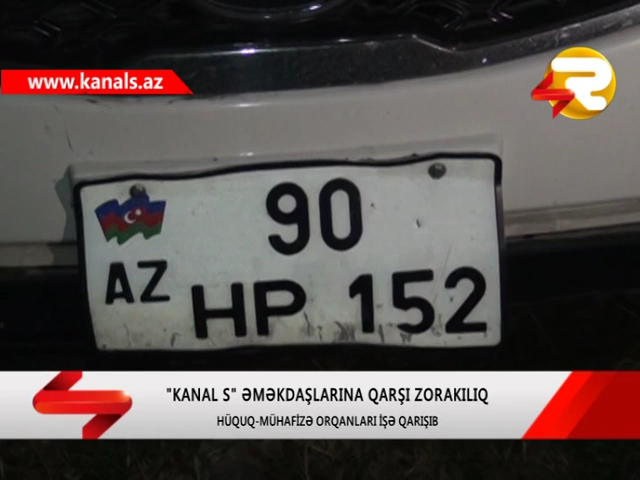 www.kanals.az
90
AZ HP 152
"KANAL S" ƏMƏKDAŞLARINA QARŞI ZORAKILIQ
HÜQUQ-MÜHAFİZƏ ORQANLARI İŞƏ QARIŞIB